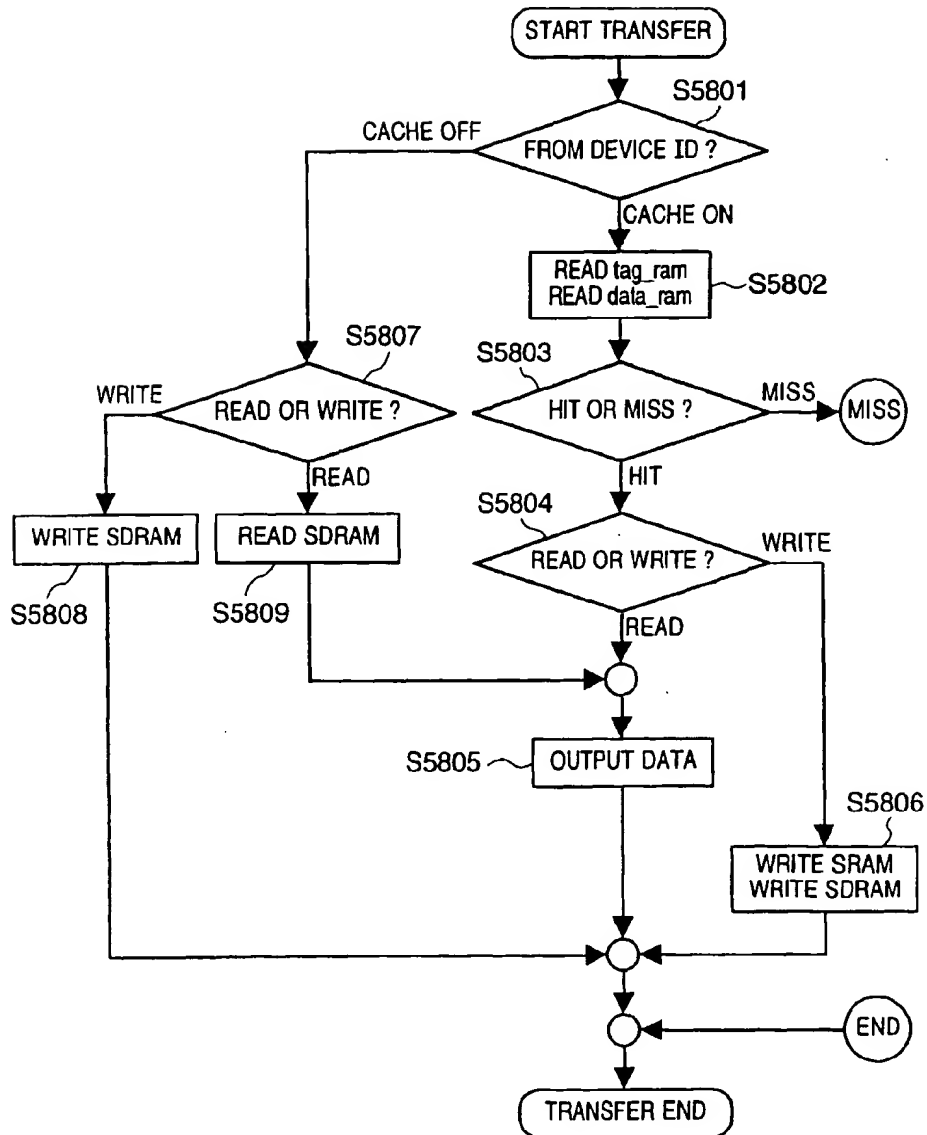 START TRANSFER
S5801
CACHE OFF
FROM DEVICE ID ?
CACHE ON
READ tag_ram
READ data_ram
S5802
S5807
S5803
WRITE
READ OR WRITE ?
HIT OR MISS ?
MISS
MISS
READ
HIT
S5804
WRITE SDRAM
READ SDRAM
READ OR WRITE ?
WRITE
S5808
S5809
READ
S5805
OUTPUT DATA
S5806
WRITE SRAM
WRITE SDRAM
END
TRANSFER END